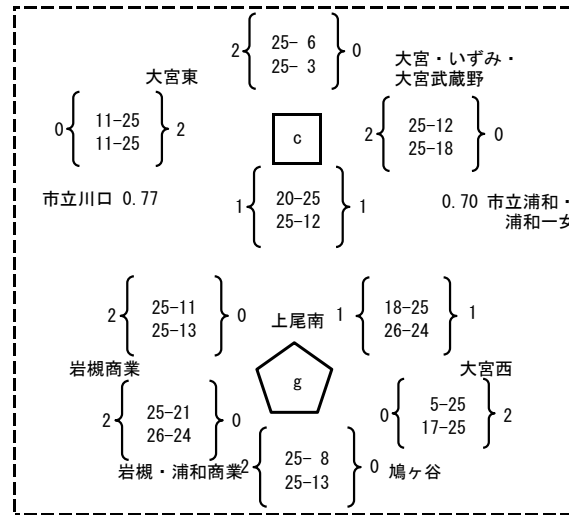 2 25- 6 0
25- 3
大宮東
大宮・いずみ・
大宮武蔵野
0 11-25 2
11-25
c
2 25-12 0
25-18
市立川口 0.77
1 20-25 1
25-12
0.70 市立浦和・
浦和一女
2 25-11 0
25-13
上尾南
1 18-25 1
26-24
岩槻商業
g
大宮西
2 25-21 0
26-24
0 5-25 2
17-25
岩槻・浦和商業
2 25- 8 0
25-13
鳩ヶ谷